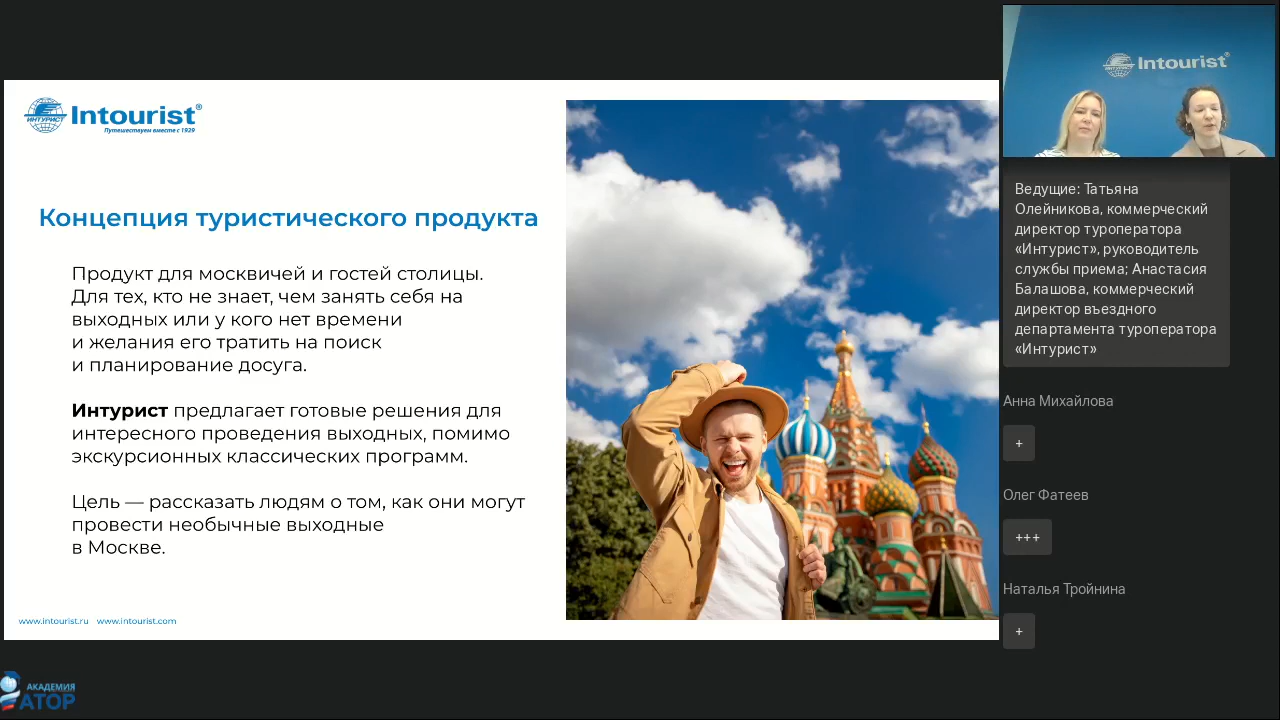 Intourist®
ИНТУРИСТ
Путешествуем вместе с 1929
Концепция туристического продукта
Продукт для москвичей и гостей столицы.
Для тех, кто не знает, чем занять себя на
выходных или у кого нет времени
и желания его тратить на поиск
и планирование досуга.
Интурист предлагает готовые решения для
интересного проведения выходных, помимо
экскурсионных классических программ.
Цель — рассказать людям о том, как они могут
провести необычные выходные
в Москве.
www.intourist.ru www.intourist.com
АКАДЕМИЯ
АТОР
ИНТУРИСТ Intourist®
Ведущие: Татьяна
Олейникова, коммерческий
директор туроператора
«Интурист», руководитель
службы приема; Анастасия
Балашова, коммерческий
директор въездного
департамента туроператора
«Интурист»
Анна Михайлова
+
Олег Фатеев
+++
Наталья Тройнина
+